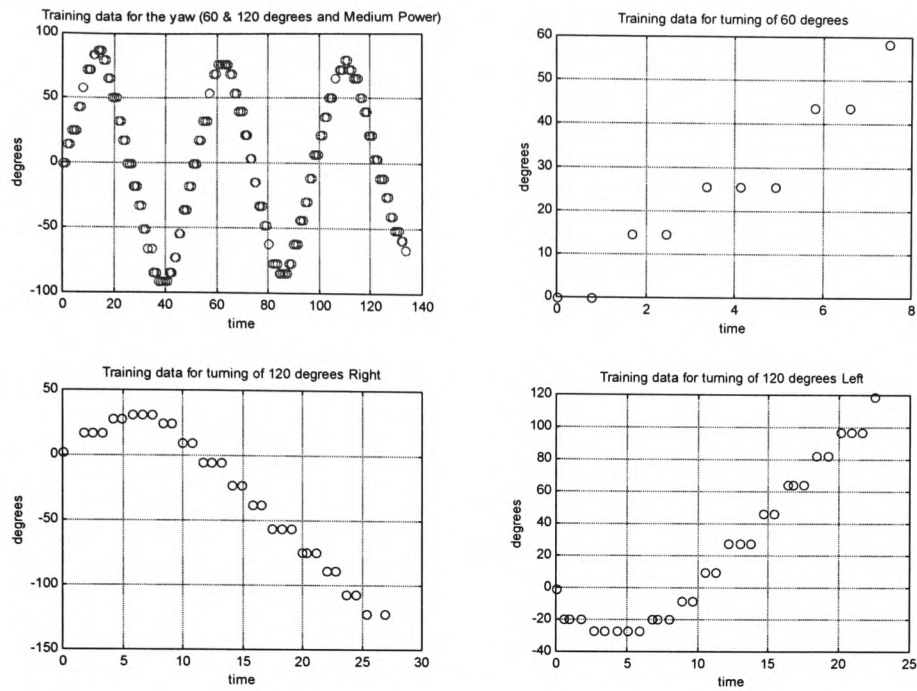 Training data for the yaw (60 & 120 degrees and Medium Power)
100
50
0
-50
-100
degrees
0 20 40 60 80 100 120 140
time
Training data for turning of 60 degrees
60
50
40
30
20
10
0
degrees
0 2 4 6 8
time
Training data for turning of 120 degrees Right
50
0
-50
-100
-150
degrees
0 5 10 15 20 25 30
time
Training data for turning of 120 degrees Left
120
100
80
60
40
20
0
-20
-40
degrees
0 5 10 15 20 25
time